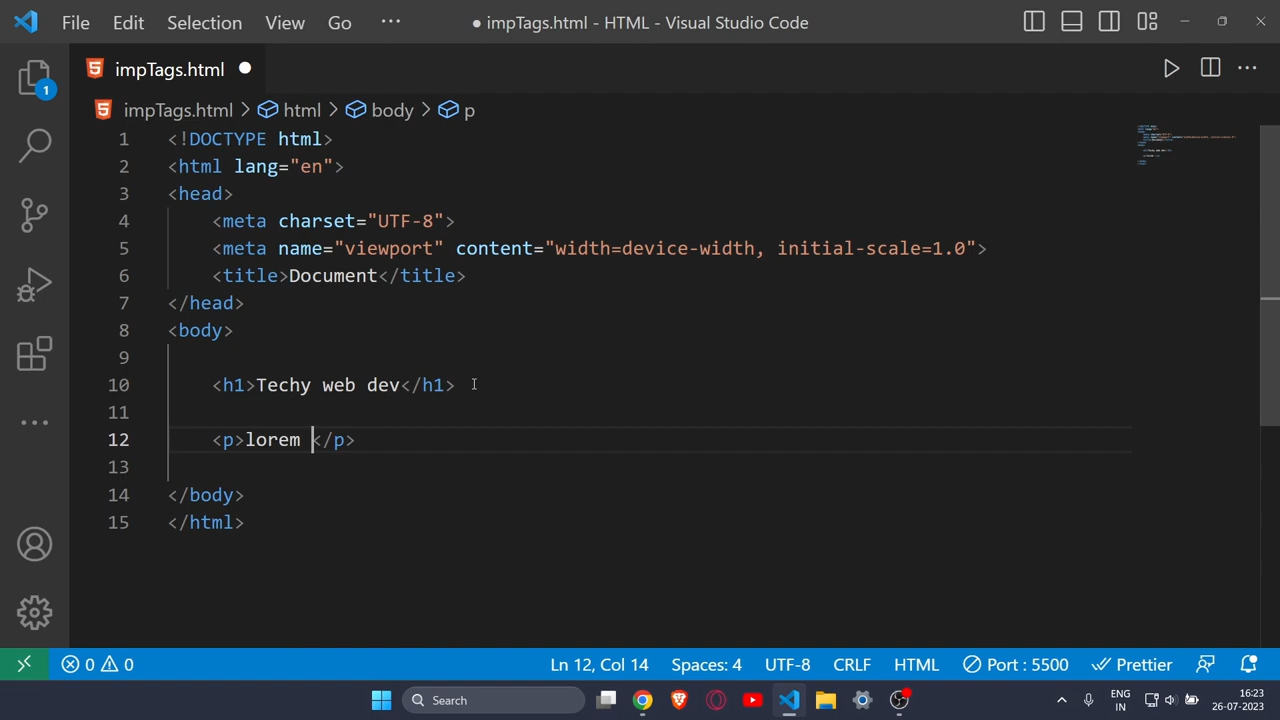 File Edit Selection View Go ··· ● impTags.html - HTML - Visual Studio Code
impTags.html ●
impTags.html > html > body > p
1 <!DOCTYPE html>
2 <html lang="en">
3 <head>
4 <meta charset="UTF-8">
5 <meta name="viewport" content="width=device-width, initial-scale=1.0">
6 <title>Document</title>
7 </head>
8 <body>
9
10 <h1>Techy web dev</h1>
11
12 <p>lorem </p>
13
14 </body>
15 </html>
1
0 0 Ln 12, Col 14 Spaces: 4 UTF-8 CRLF HTML Port : 5500 Prettier
Search ENG 16:23
IN 26-07-2023